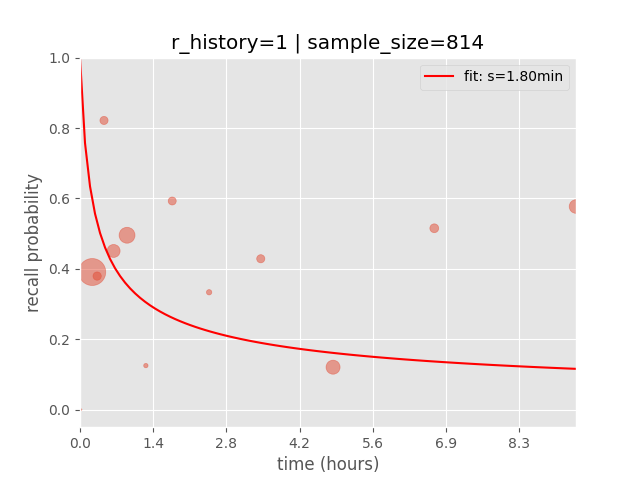 r_history=1 | sample_size=814
fit: s=1.80min
recall probability
1.0
0.8
0.6
0.4
0.2
0.0
0.0 1.4 2.8 4.2 5.6 6.9 8.3
time (hours)